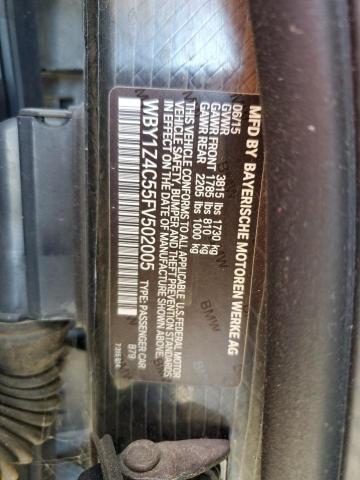 MFD BY BAYERISCHE MOTOREN WERKE AG
06/15
GVWR 3815 lbs 1730 kg
GAWR FRONT 1785 lbs 810 kg
GAWR REAR 2205 lbs 1000 kg
THIS VEHICLE CONFORMS TO ALL APPLICABLE U.S. FEDERAL MOTOR
VEHICLE SAFETY, BUMPER AND THEFT PREVENTION STANDARDS
IN EFFECT ON THE DATE OF MANUFACTURE SHOWN ABOVE.
WBY1Z4C55FV502005 TYPE: PASSENGER CAR
B79